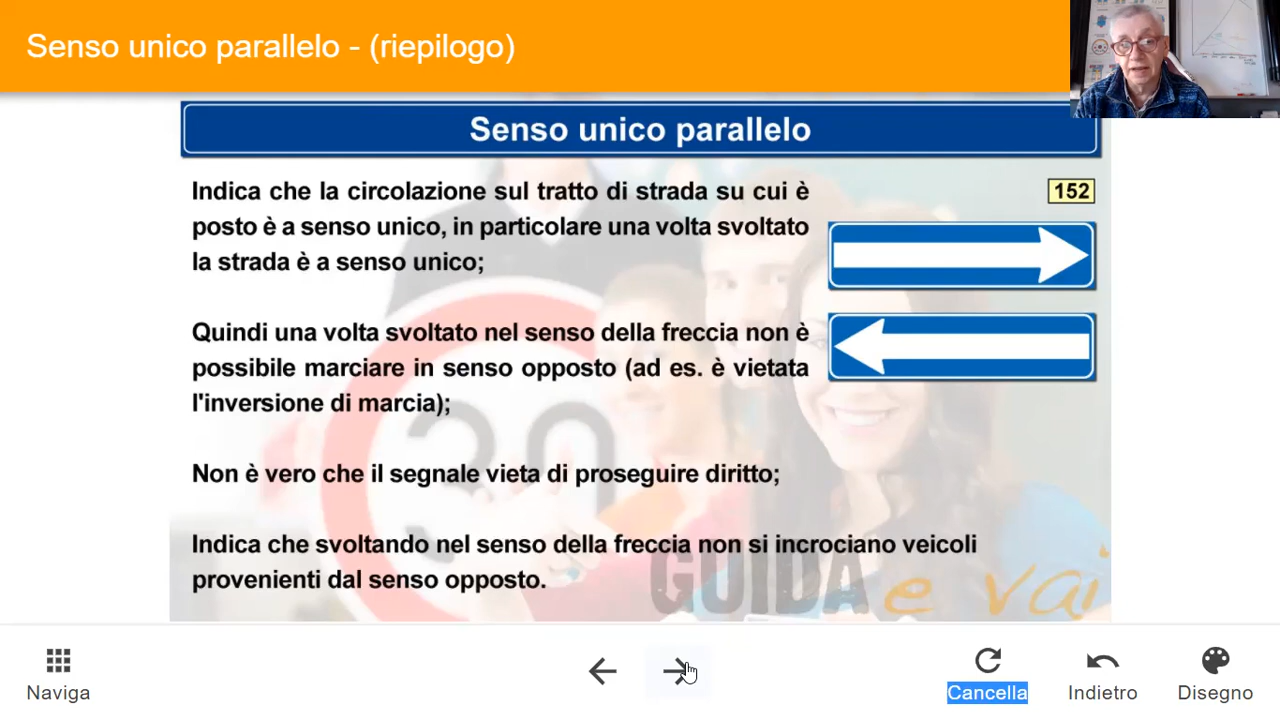 Senso unico parallelo - (riepilogo)
Senso unico parallelo
Indica che la circolazione sul tratto di strada su cui è
posto è a senso unico, in particolare una volta svoltato
la strada è a senso unico;
152
Quindi una volta svoltato nel senso della freccia non è
possibile marciare in senso opposto (ad es. è vietata
l'inversione di marcia);
Non è vero che il segnale vieta di proseguire diritto;
Indica che svoltando nel senso della freccia non si incrociano veicoli
provenienti dal senso opposto.
30
GUIDA e vai
Naviga
Cancella
Indietro
Disegno